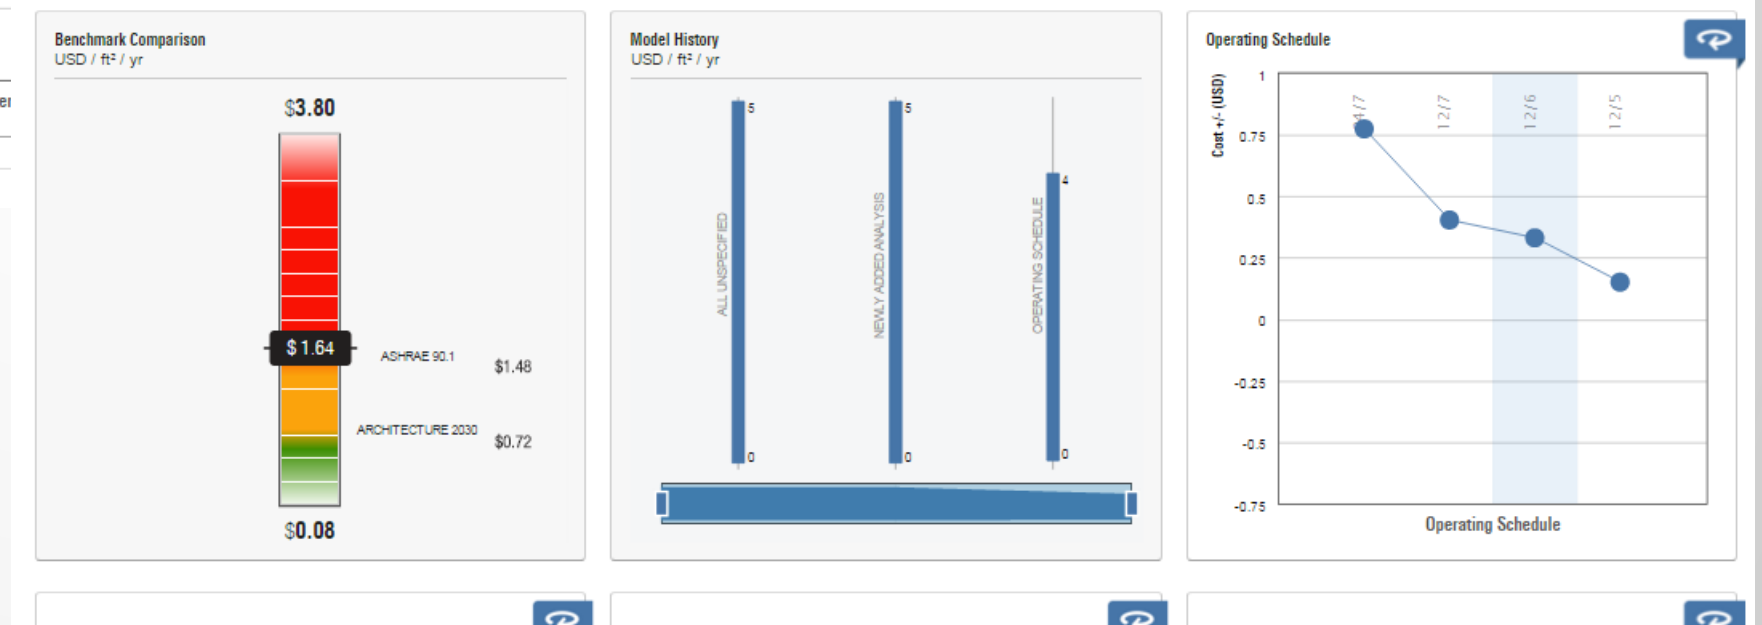 er
Benchmark Comparison
USD / ft² / yr
$3.80
$1.64
ASHRAE 90.1
$1.48
ARCHITECTURE 2030
$0.72
$0.08
Model History
USD / ft² / yr
5
ALL UNSPECIFIED
0
5
NEWLY ADDED ANALYSIS
0
4
OPERATING SCHEDULE
0
Operating Schedule
Cost +/- (USD)
1
0.75
0.5
0.25
0
-0.25
-0.5
-0.75
4/7
12/7
12/6
12/5
Operating Schedule